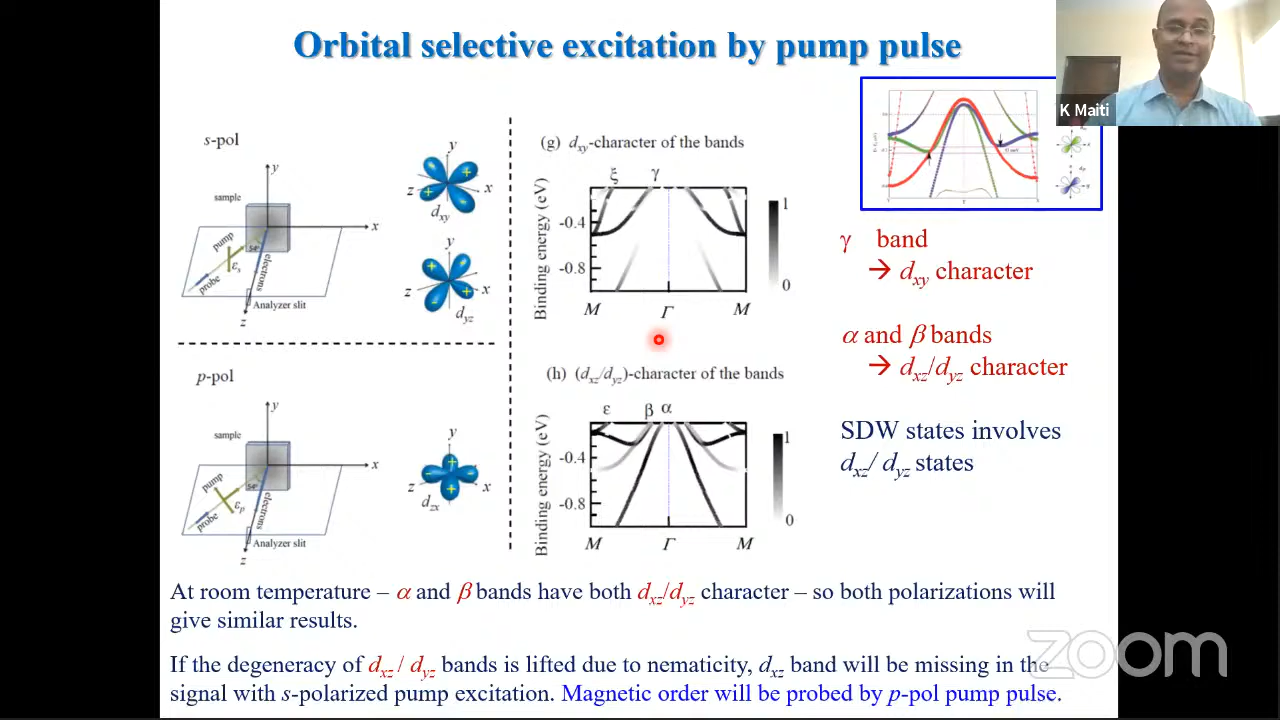 Orbital selective excitation by pump pulse
K Maiti
s-pol
y
sample
x
pump
probe
εs
electrons
Analyzer slit
z
y
z
x
dxy
y
z
x
dyz
(g) dxy-character of the bands
ξ γ
Binding energy (eV)
-0.4
-0.8
M Γ M
1
0
γ band
→ dxy character
α and β bands
→ dxz/dyz character
SDW states involves
dxz/ dyz states
p-pol
y
sample
x
pump
probe
εp
electrons
Analyzer slit
z
y
z
x
dzx
(h) (dxz/dyz)-character of the bands
ε β α
Binding energy (eV)
-0.4
-0.8
M Γ M
1
0
At room temperature – α and β bands have both dxz/dyz character – so both polarizations will
give similar results.
If the degeneracy of dxz / dyz bands is lifted due to nematicity, dxz band will be missing in the
signal with s-polarized pump excitation. Magnetic order will be probed by p-pol pump pulse.
zoom